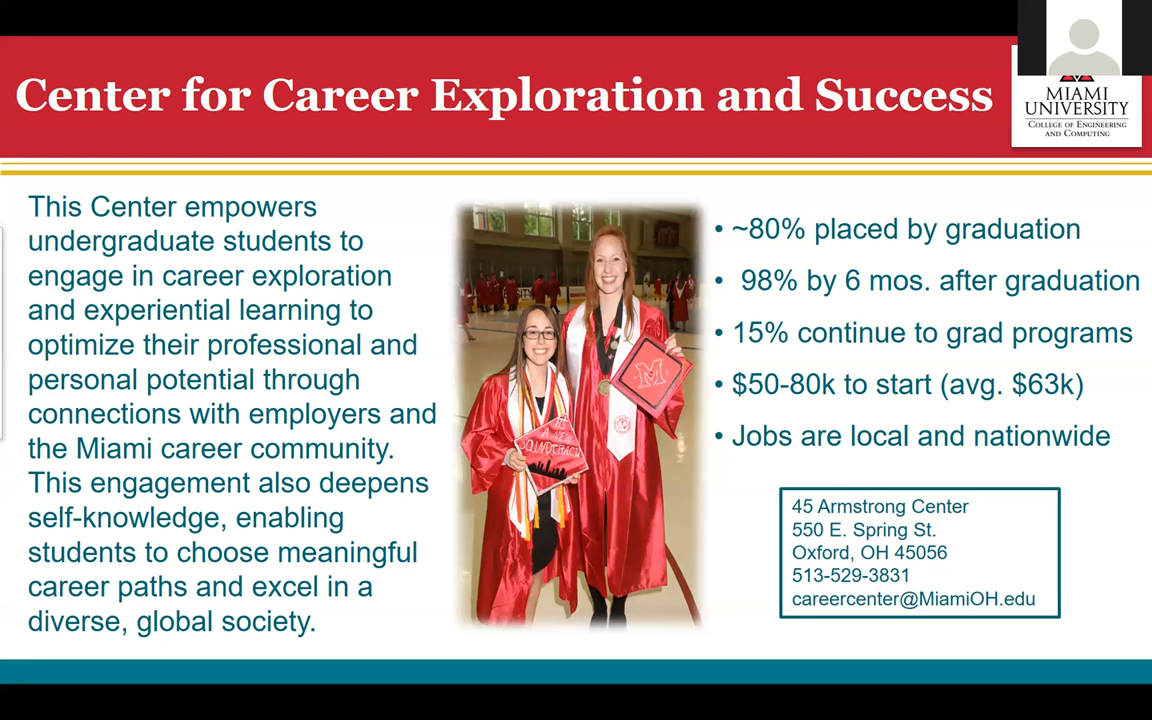 Center for Career Exploration and Success
MIAMI
UNIVERSITY
COLLEGE OF ENGINEERING
AND COMPUTING
This Center empowers
undergraduate students to
engage in career exploration
and experiential learning to
optimize their professional and
personal potential through
connections with employers and
the Miami career community.
This engagement also deepens
self-knowledge, enabling
students to choose meaningful
career paths and excel in a
diverse, global society.
IT'S
A NEW
SOUNDTRACK
M
• ~80% placed by graduation
• 98% by 6 mos. after graduation
• 15% continue to grad programs
• $50-80k to start (avg. $63k)
• Jobs are local and nationwide
45 Armstrong Center
550 E. Spring St.
Oxford, OH 45056
513-529-3831
careercenter@MiamiOH.edu